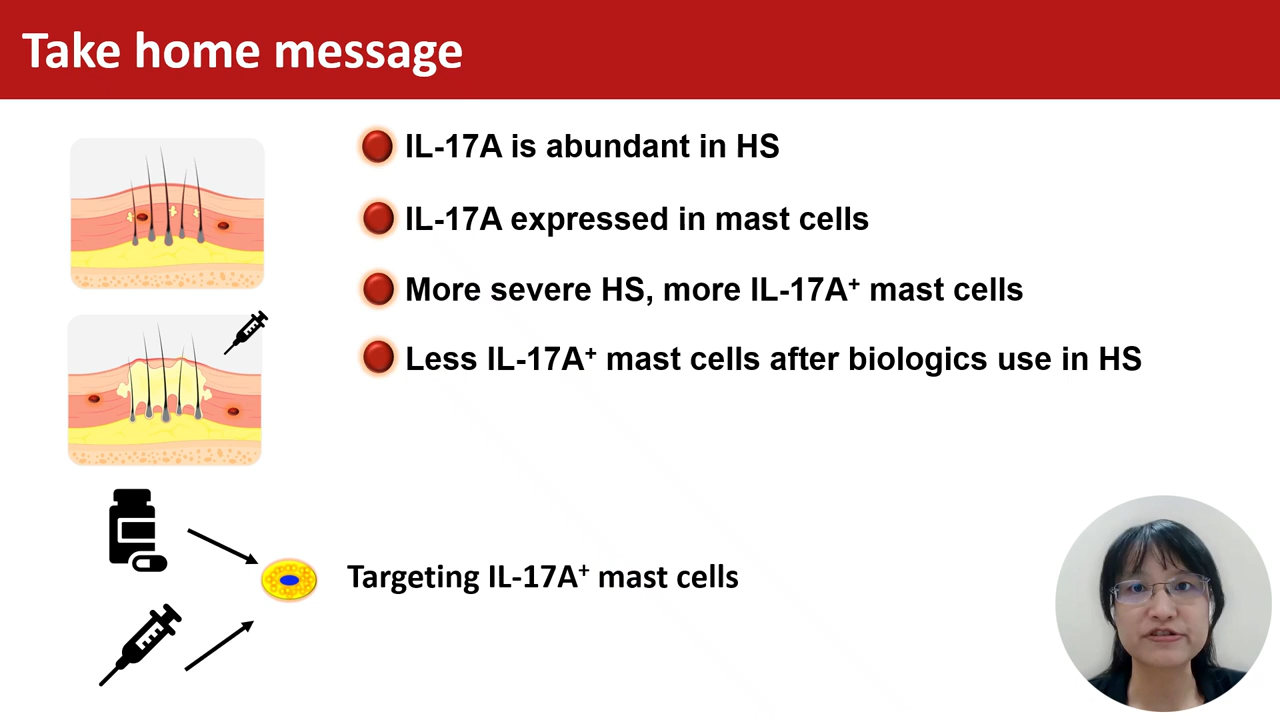 Take home message
IL-17A is abundant in HS
IL-17A expressed in mast cells
More severe HS, more IL-17A⁺ mast cells
Less IL-17A⁺ mast cells after biologics use in HS
Targeting IL-17A⁺ mast cells